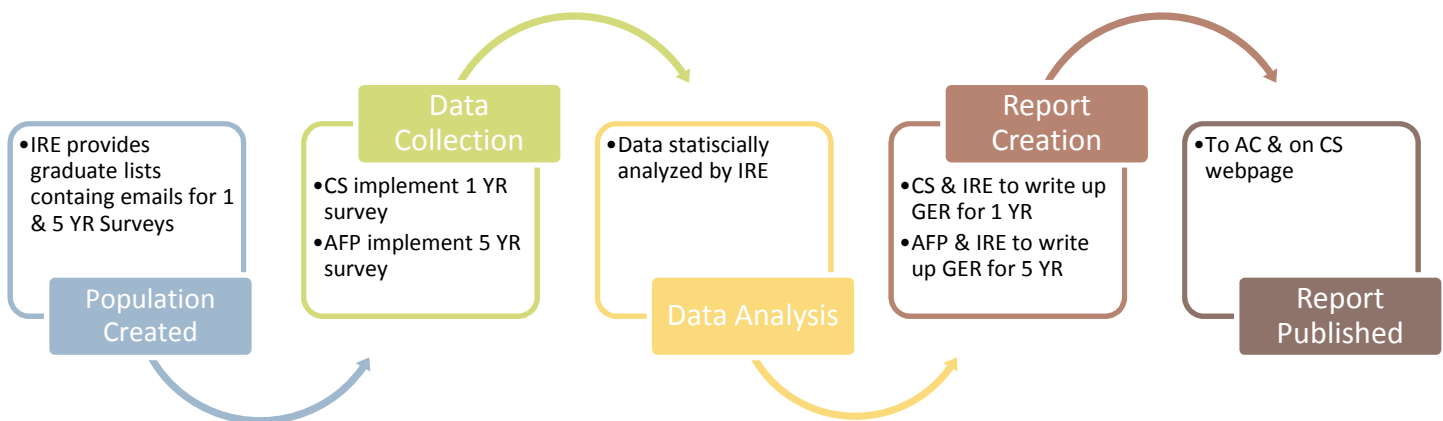 •IRE provides
graduate lists
containg emails for 1
& 5 YR Surveys
Population
Created
Data
Collection
•CS implement 1 YR
survey
•AFP implement 5 YR
survey
•Data statiscially
analyzed by IRE
Data Analysis
Report
Creation
•CS & IRE to write up
GER for 1 YR
•AFP & IRE to write
up GER for 5 YR
•To AC & on CS
webpage
Report
Published